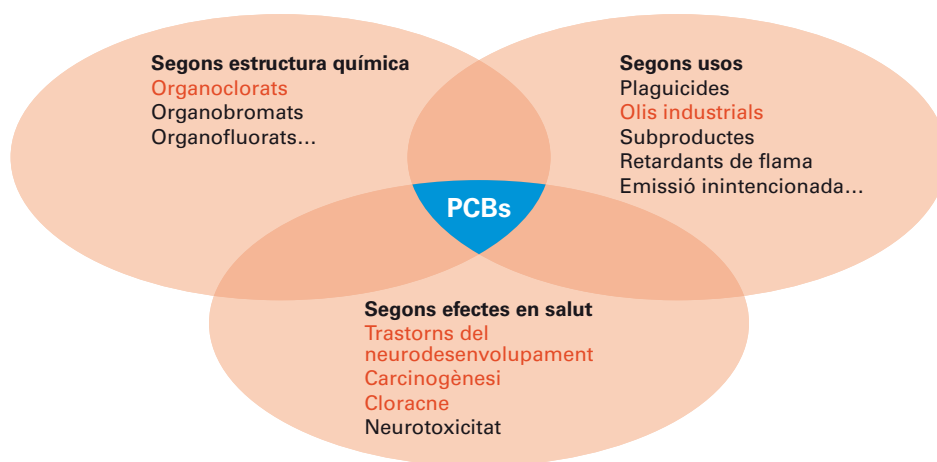 Segons estructura química
Organoclorats
Organobromats
Organofluorats…
Segons usos
Plaguicides
Olis industrials
Subproductes
Retardants de flama
Emissió inintencionada…
PCBs
Segons efectes en salut
Trastorns del
neurodesenvolupament
Carcinogènesi
Cloracne
Neurotoxicitat